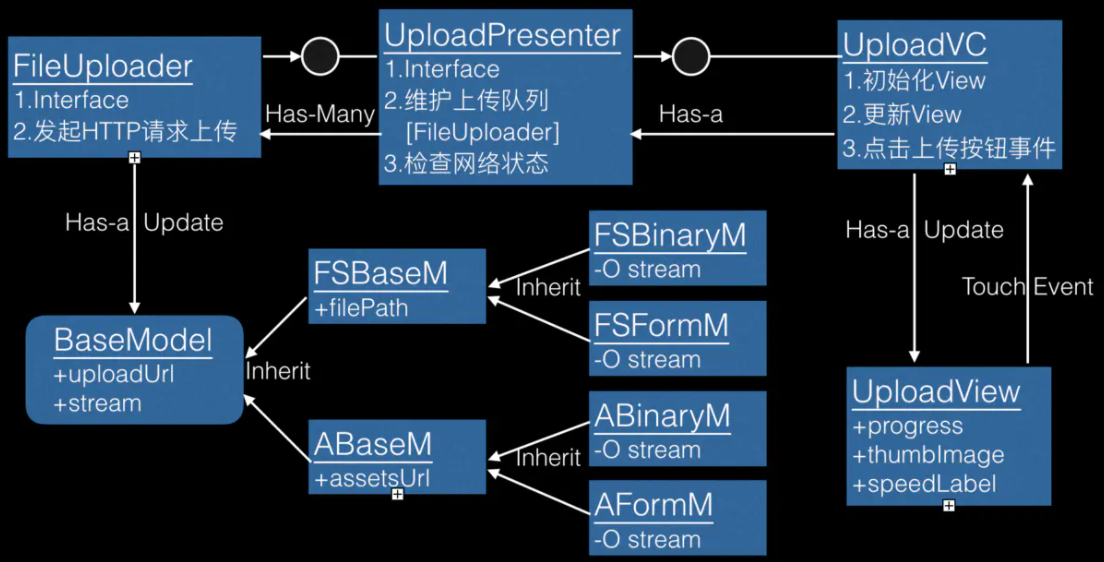 FileUploader
1.Interface
2.发起HTTP请求上传
Has-Many
UploadPresenter
1.Interface
2.维护上传队列
[FileUploader]
3.检查网络状态
Has-a
UploadVC
1.初始化View
2.更新View
3.点击上传按钮事件
Has-a Update
BaseModel
+uploadUrl
+stream
Inherit
FSBaseM
+filePath
ABaseM
+assetsUrl
Inherit
FSBinaryM
-O stream
FSFormM
-O stream
Inherit
ABinaryM
-O stream
AFormM
-O stream
Has-a Update
Touch Event
UploadView
+progress
+thumbImage
+speedLabel